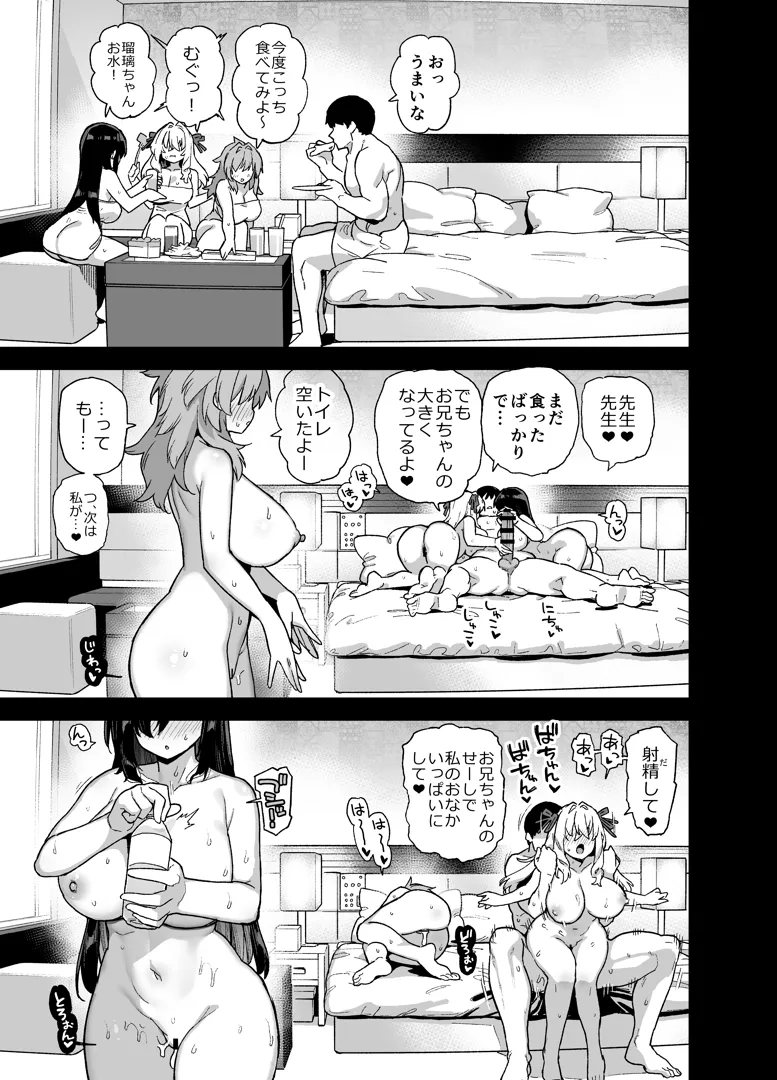 おっ
うまいな
今度こっち
食べてみよ～
むぐっ！
瑠璃ちゃん
お水！
先生♥
先生♥
まだ
食った
ばっかり
で…
でも
お兄ちゃんの
大きく
なってるよ♥
トイレ
空いたよー
…って
もー…
つ、次は
私が…♥
はっ♥
はっ♥
んっ♥
しゅこ♥
しゅこ♥
にちゅ♥
じわっ♥
射精して♥
だ
あっ♥
あっ♥
ばちゅん♥
ばちゅん♥
お兄ちゃんの
せーしで
私のおなか
いっぱいに
して♥
は～♥
は～♥
んっ
どろぉ♥
とろぉん♥